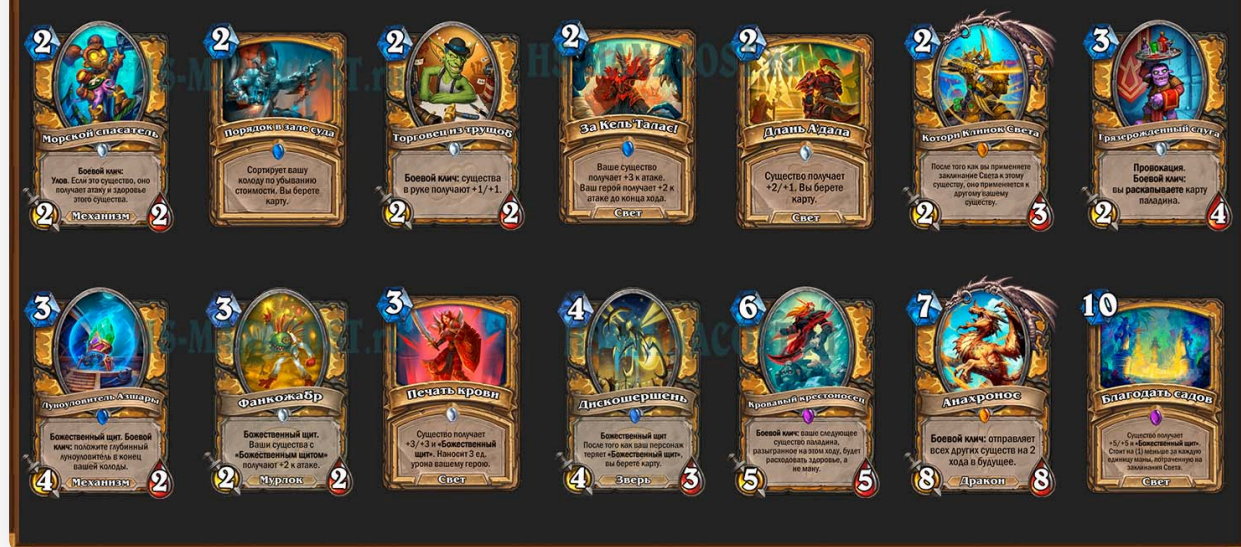 2
Морской спасатель
Боевой клич:
Улов. Если это существо, оно
получает атаку и здоровье
этого существа.
2
Механизм
2
2
Порядок в зале суда
Сортирует вашу
колоду по убыванию
стоимости. Вы берете
карту.
2
Торговец из трущоб
Боевой клич: существа
в руке получают +1/+1.
2
2
2
За Кель'Талас!
Ваше существо
получает +3 к атаке.
Ваш герой получает +2 к
атаке до конца хода.
Свет
2
Длань А'дала
Существо получает
+2/+1. Вы берете
карту.
Свет
2
Котори Клинок Света
После того как вы применяете
заклинание Света к этому
существу, оно применяется к
другому вашему
существу.
2
3
3
Грязерожденный слуга
Провокация.
Боевой клич:
вы раскапываете карту
паладина.
2
4
3
Луноуловитель Азшары
Божественный щит. Боевой
клич: положите глубинный
луноуловитель в конец
вашей колоды.
4
Механизм
2
3
Фанкожабр
Божественный щит.
Ваши существа с
«Божественным щитом»
получают +2 к атаке.
2
Мурлок
2
3
Печать крови
Существо получает
+3/+3 и «Божественный
щит». Наносит 3 ед.
урона вашему герою.
Свет
4
Дискошершень
Божественный щит
После того как ваш персонаж
теряет «Божественный щит»,
вы берете карту.
4
Зверь
3
6
Кровавый крестоносец
Боевой клич: ваше следующее
существо паладина,
разыгранное на этом ходу, будет
расходовать здоровье, а
не ману.
5
5
7
Анахронос
Боевой клич: отправляет
всех других существ на 2
хода в будущее.
8
Дракон
8
10
Благодать садов
Существо получает
+5/+5 и «Божественный щит».
Стоит на (1) меньше за каждую
единицу маны, потраченную на
заклинания Света.
Свет